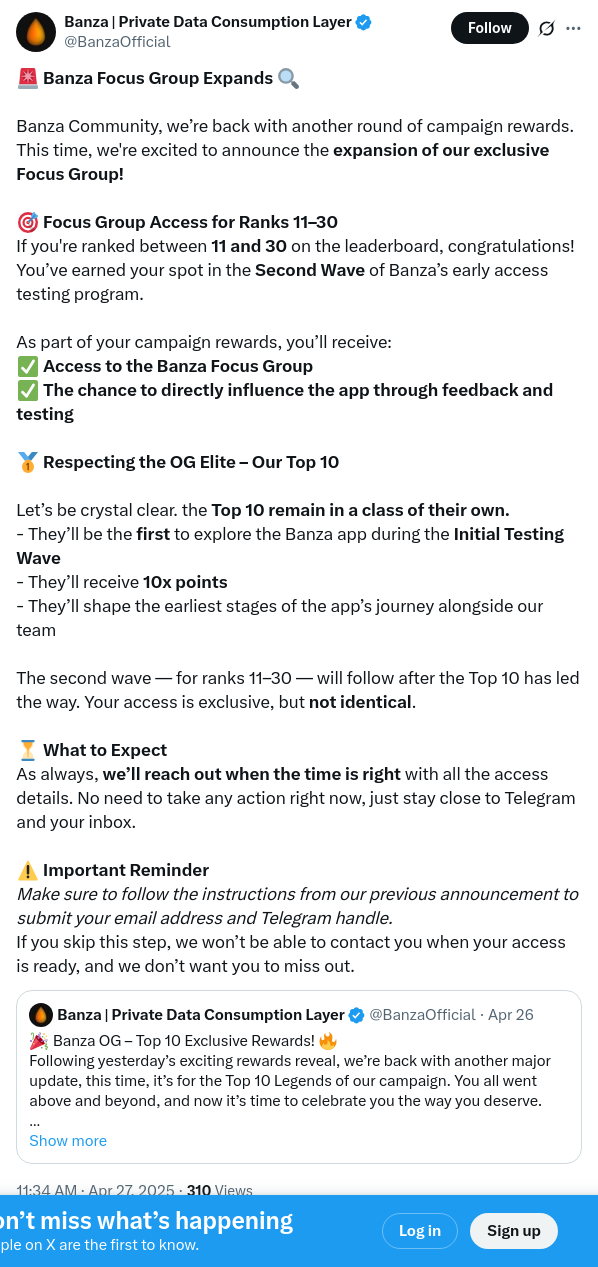 Banza | Private Data Consumption Layer
@BanzaOfficial
Follow
🚨 Banza Focus Group Expands 🔍
Banza Community, we’re back with another round of campaign rewards.
This time, we're excited to announce the expansion of our exclusive
Focus Group!
🎯 Focus Group Access for Ranks 11–30
If you're ranked between 11 and 30 on the leaderboard, congratulations!
You’ve earned your spot in the Second Wave of Banza’s early access
testing program.
As part of your campaign rewards, you’ll receive:
✅ Access to the Banza Focus Group
✅ The chance to directly influence the app through feedback and
testing
🥇 Respecting the OG Elite – Our Top 10
Let’s be crystal clear. the Top 10 remain in a class of their own.
- They’ll be the first to explore the Banza app during the Initial Testing
Wave
- They’ll receive 10x points
- They’ll shape the earliest stages of the app’s journey alongside our
team
The second wave — for ranks 11–30 — will follow after the Top 10 has led
the way. Your access is exclusive, but not identical.
⏳ What to Expect
As always, we’ll reach out when the time is right with all the access
details. No need to take any action right now, just stay close to Telegram
and your inbox.
⚠️ Important Reminder
Make sure to follow the instructions from our previous announcement to
submit your email address and Telegram handle.
If you skip this step, we won’t be able to contact you when your access
is ready, and we don’t want you to miss out.
Banza | Private Data Consumption Layer @BanzaOfficial · Apr 26
🎉 Banza OG – Top 10 Exclusive Rewards! 🔥
Following yesterday’s exciting rewards reveal, we’re back with another major
update, this time, it’s for the Top 10 Legends of our campaign. You all went
above and beyond, and now it’s time to celebrate you the way you deserve.
...
Show more
11:34 AM · Apr 27, 2025 · 310 Views
on’t miss what’s happening
ple on X are the first to know.
Log in
Sign up